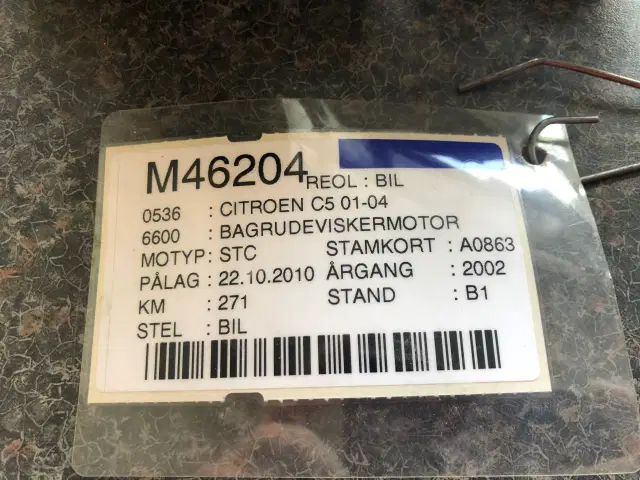 M46204 REOL : BIL
0536 : CITROEN C5 01-04
6600 : BAGRUDEVISKERMOTOR
MOTYP : STC STAMKORT : A0863
PÅLAG : 22.10.2010 ÅRGANG : 2002
KM : 271 STAND : B1
STEL : BIL